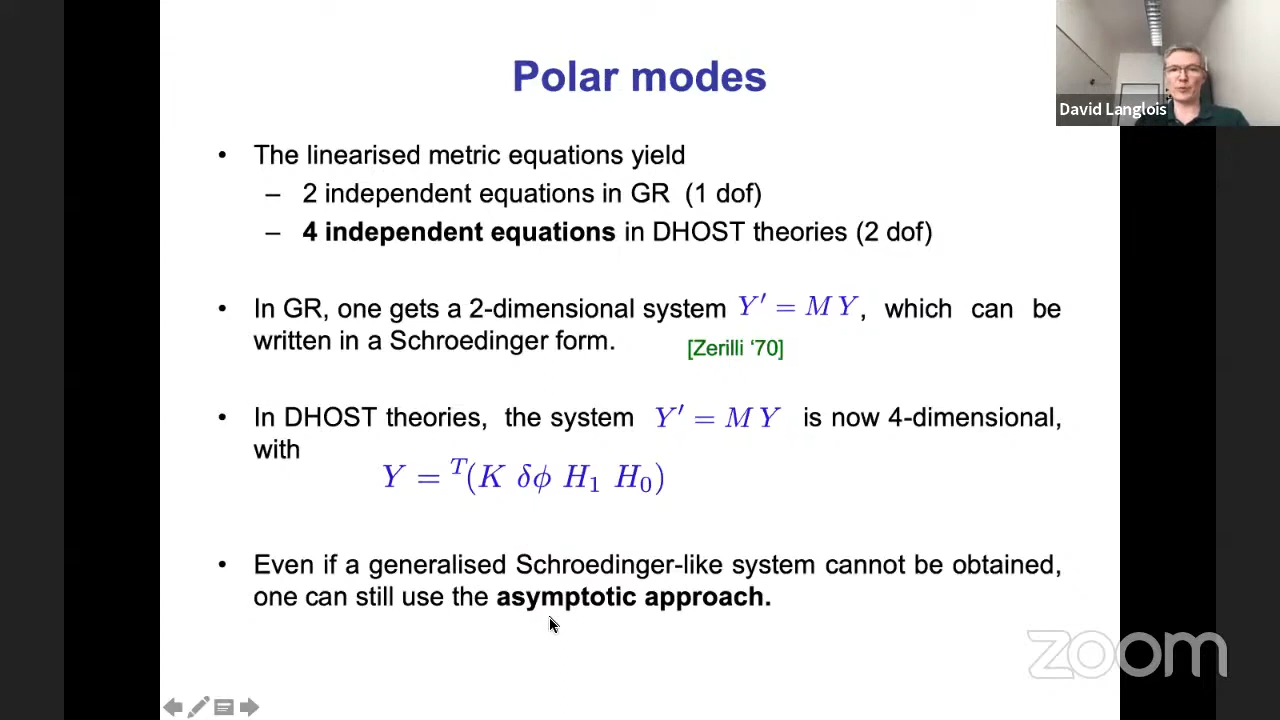 Polar modes
David Langlois
• The linearised metric equations yield
– 2 independent equations in GR (1 dof)
– 4 independent equations in DHOST theories (2 dof)
• In GR, one gets a 2-dimensional system Y′ = M Y, which can be
written in a Schroedinger form. [Zerilli ‘70]
• In DHOST theories, the system Y′ = M Y is now 4-dimensional,
with
Y = ᵀ(K δϕ H₁ H₀)
• Even if a generalised Schroedinger-like system cannot be obtained,
one can still use the asymptotic approach.
zoom